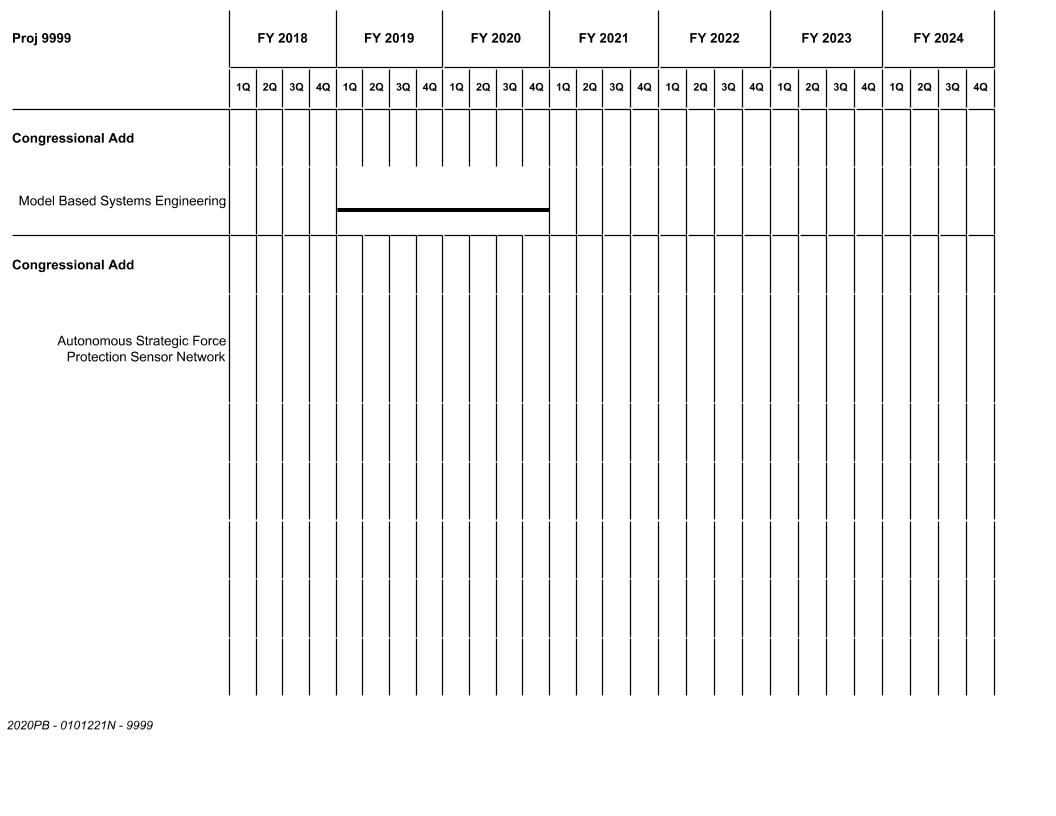 Proj 9999 FY 2018 FY 2019 FY 2020 FY 2021 FY 2022 FY 2023 FY 2024
1Q 2Q 3Q 4Q 1Q 2Q 3Q 4Q 1Q 2Q 3Q 4Q 1Q 2Q 3Q 4Q 1Q 2Q 3Q 4Q 1Q 2Q 3Q 4Q 1Q 2Q 3Q 4Q
Congressional Add
Model Based Systems Engineering
Congressional Add
Autonomous Strategic Force
Protection Sensor Network
2020PB - 0101221N - 9999